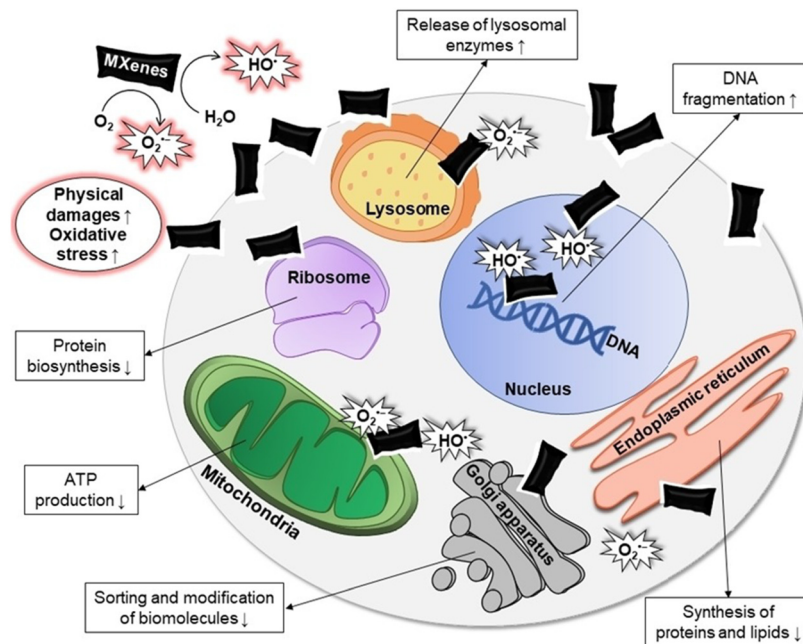 Release of lysosomal
enzymes ↑
MXenes
HO•
O₂
H₂O
O₂•−
DNA
fragmentation ↑
O₂•−
Physical
damages ↑
Oxidative
stress ↑
Lysosome
HO•
HO•
Ribosome
DNA
Nucleus
Protein
biosynthesis ↓
Endoplasmic reticulum
O₂•−
HO•
Mitochondria
ATP
production ↓
Golgi apparatus
O₂•−
Sorting and modification
of biomolecules ↓
Synthesis of
proteins and lipids ↓